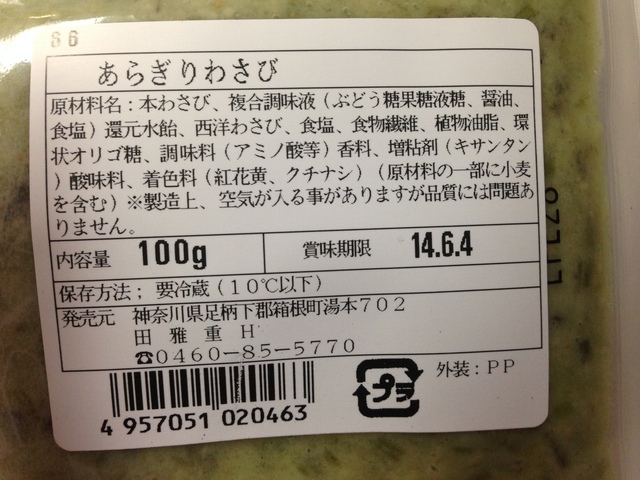 86
あらぎりわさび
原材料名：本わさび、複合調味液（ぶどう糖果糖液糖、醤油、
食塩）還元水飴、西洋わさび、食塩、食物繊維、植物油脂、環
状オリゴ糖、調味料（アミノ酸等）香料、増粘剤（キサンタン
）酸味料、着色料（紅花黄、クチナシ）（原材料の一部に小麦
を含む）※製造上、空気が入る事がありますが品質には問題あ
りません。
内容量 100g 賞味期限 14.6.4
保存方法；要冷蔵（10℃以下）
発売元 神奈川県足柄下郡箱根町湯本702
田 雅重 H
☎0460-85-5770
4 957051 020463
プラ
外装：PP